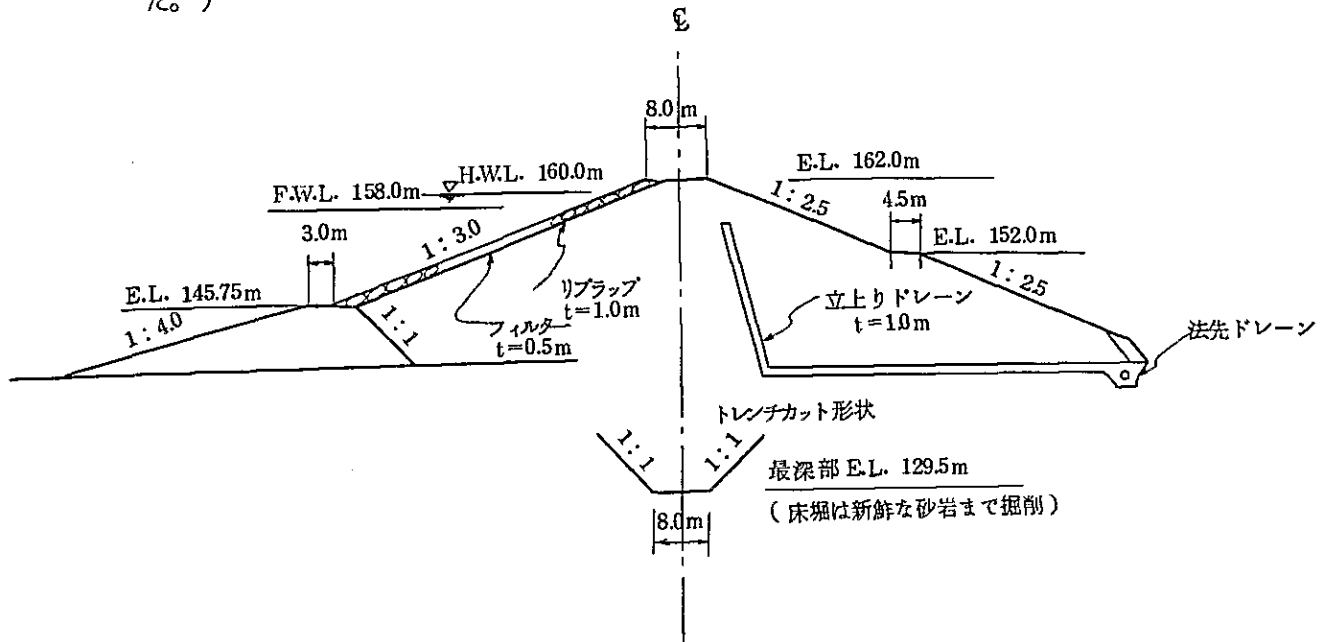 た。)
℄
8.0m
H.W.L. 160.0m
E.L. 162.0m
F.W.L. 158.0m
1:2.5
4.5m
3.0m
1:3.0
E.L. 152.0m
E.L. 145.75m
1:2.5
1:4.0
1:1
リブラップ
t=1.0m
フィルター
t=0.5m
立上りドレーン
t=1.0m
法先ドレーン
トレンチカット形状
1:1
1:1
最深部 E.L. 129.5m
(床堀は新鮮な砂岩まで掘削)
8.0m